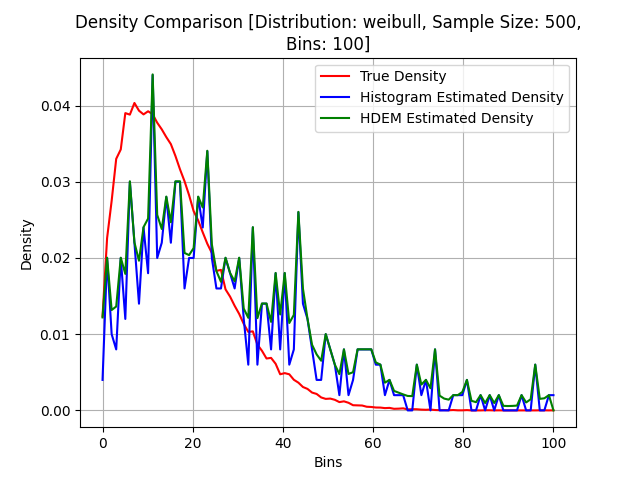 Density Comparison [Distribution: weibull, Sample Size: 500,
Bins: 100]
True Density
Histogram Estimated Density
HDEM Estimated Density
Density
0.04
0.03
0.02
0.01
0.00
0 20 40 60 80 100
Bins